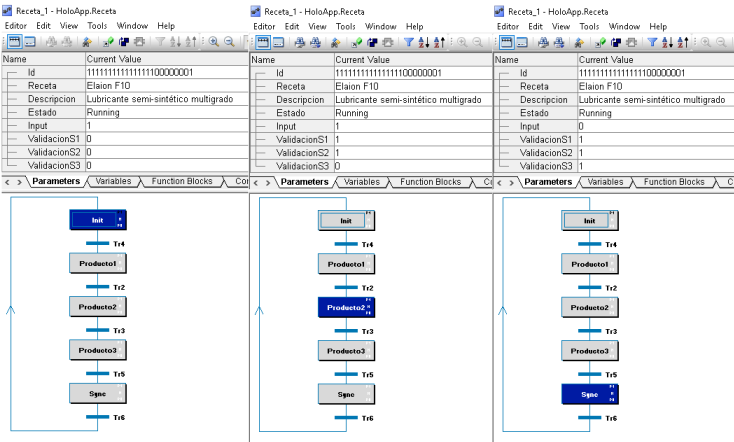 Receta_1 - HoloApp.Receta
Editor Edit View Tools Window Help
Name Current Value
Id 1111111111111111100000001
Receta Elaion F10
Descripcion Lubricante semi-sintético multigrado
Estado Running
Input 1
ValidacionS1 0
ValidacionS2 0
ValidacionS3 0
Parameters Variables Function Blocks Cor
Init
Tr4
Producto1
Tr2
Producto2
Tr3
Producto3
Tr5
Sync
Tr6
Receta_1 - HoloApp.Receta
Editor Edit View Tools Window Help
Name Current Value
Id 1111111111111111100000001
Receta Elaion F10
Descripcion Lubricante semi-sintético multigrado
Estado Running
Input 1
ValidacionS1 1
ValidacionS2 1
ValidacionS3 0
Parameters Variables Function Blocks
Init
Tr4
Producto1
Tr2
Producto2
Tr3
Producto3
Tr5
Sync
Tr6
Receta_1 - HoloApp.Receta
Editor Edit View Tools Window Help
Name Current Value
Id 1111111111111111100000001
Receta Elaion F10
Descripcion Lubricante semi-sintético multigrado
Estado Running
Input 0
ValidacionS1 1
ValidacionS2 1
ValidacionS3 1
Parameters Variables Function Blocks
Init
Tr4
Producto1
Tr2
Producto2
Tr3
Producto3
Tr5
Sync
Tr6